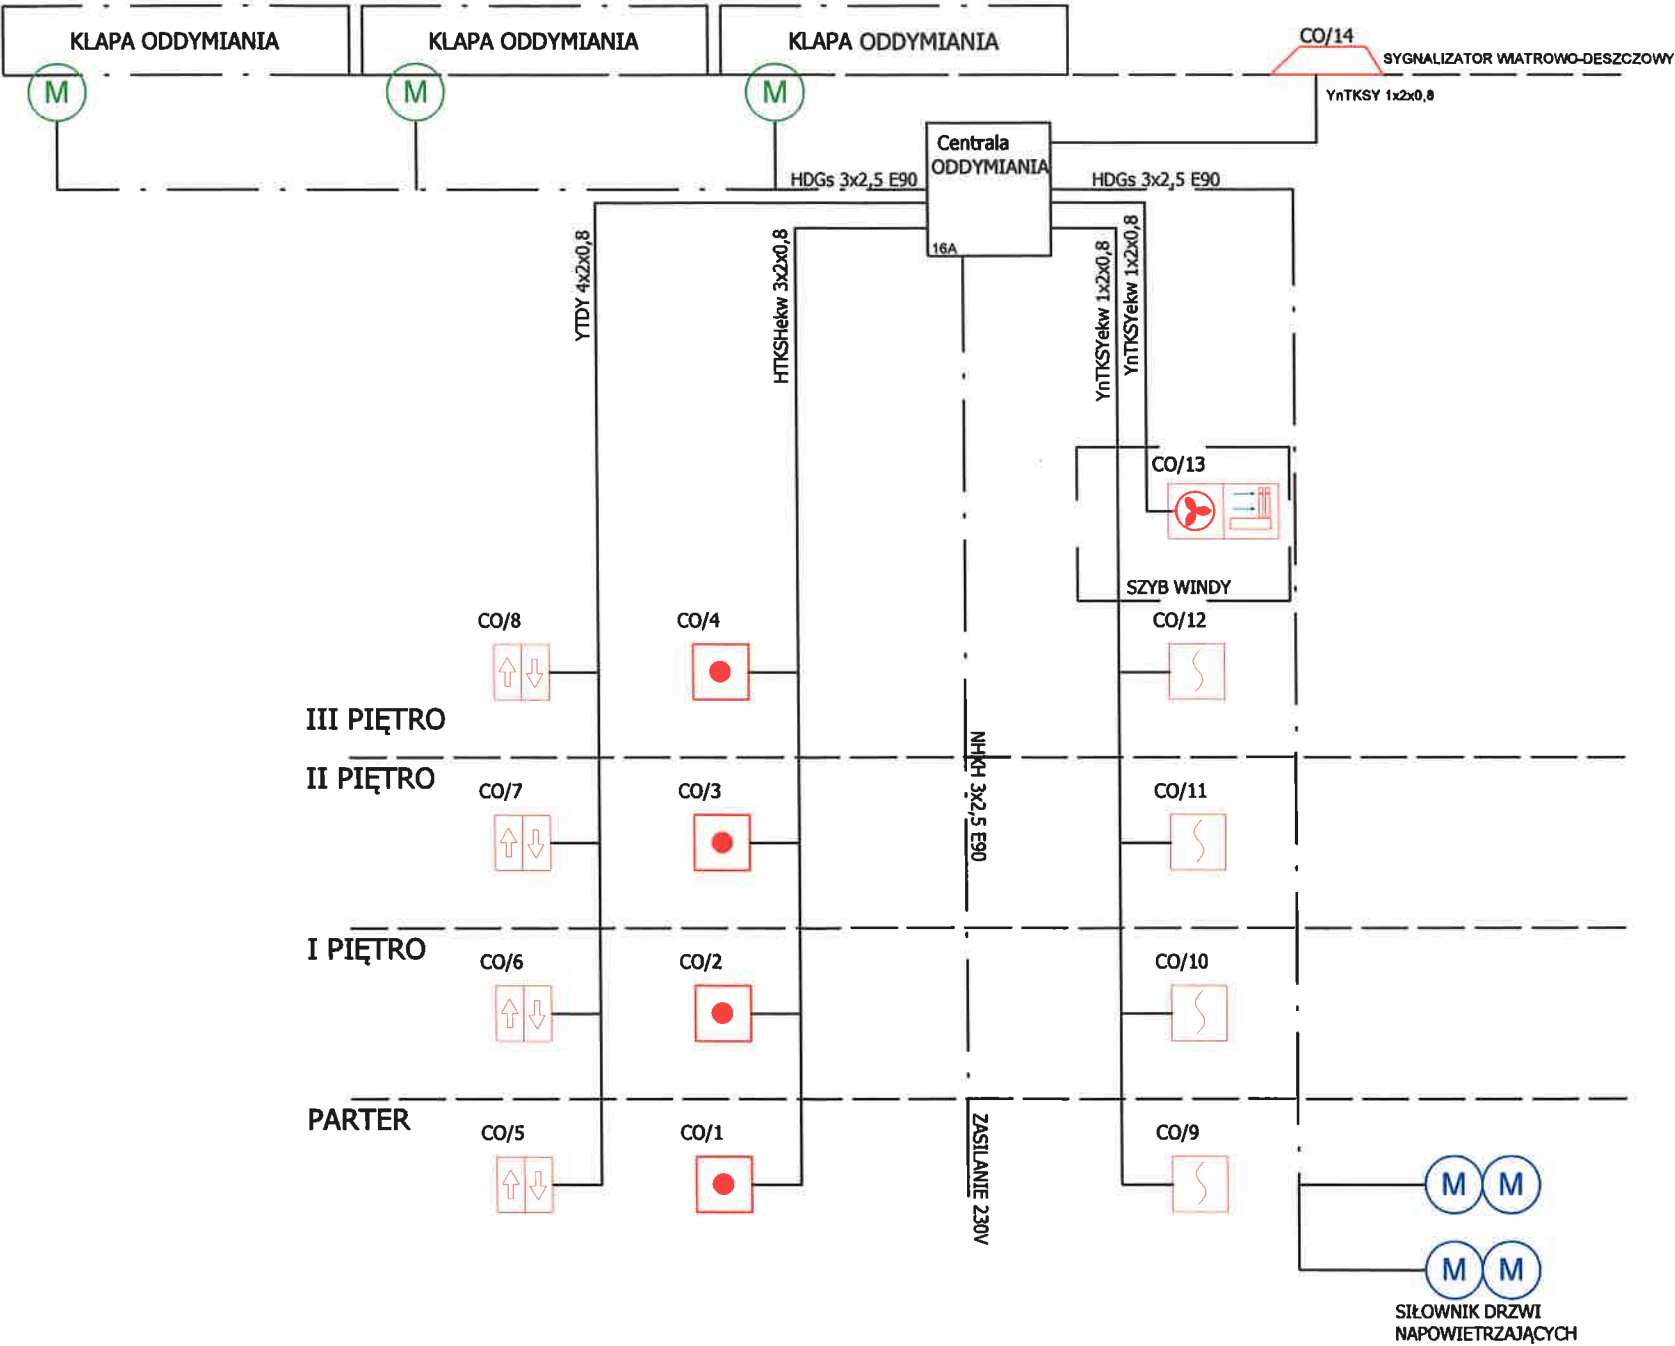 KLAPA ODDYMIANIA
KLAPA ODDYMIANIA
KLAPA ODDYMIANIA
CO/14
SYGNALIZATOR WIATROWO-DESZCZOWY
YnTKSY 1x2x0,8
M
M
M
Centrala
ODDYMIANIA
16A
HDGs 3x2,5 E90
HDGs 3x2,5 E90
YTDY 4x2x0,8
HTKSHekw 3x2x0,8
YnTKSYekw 1x2x0,8
YnTKSYekw 1x2x0,8
CO/13
SZYB WINDY
CO/8
CO/4
CO/12
III PIĘTRO
NHXH 3x2,5 E90
II PIĘTRO
CO/7
CO/3
CO/11
I PIĘTRO
CO/6
CO/2
CO/10
PARTER
CO/5
CO/1
CO/9
ZASILANIE 230V
M M
M M
SIŁOWNIK DRZWI
NAPOWIETRZAJĄCYCH